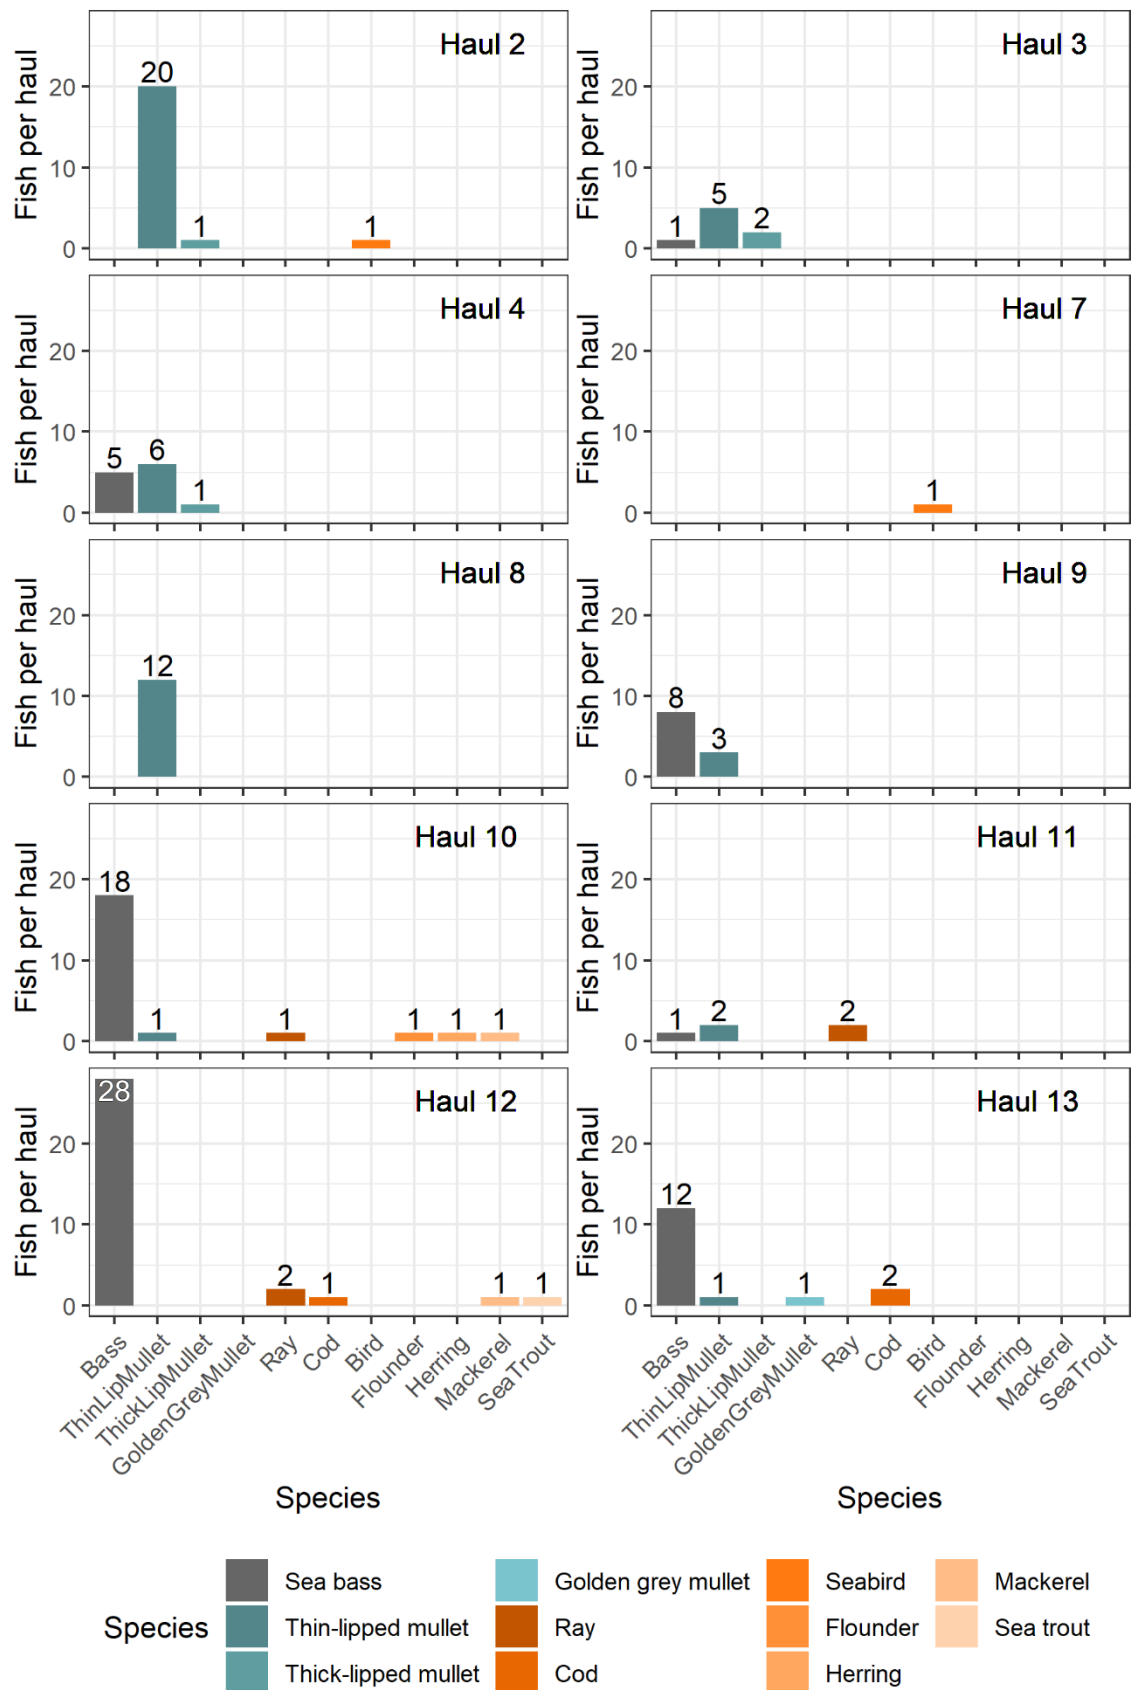 Haul 2
Haul 3
Fish per haul
20
10
0
20
1
1
Fish per haul
20
10
0
1
5
2
Haul 4
Haul 7
Fish per haul
20
10
0
5
6
1
Fish per haul
20
10
0
1
Haul 8
Haul 9
Fish per haul
20
10
0
12
Fish per haul
20
10
0
8
3
Haul 10
Haul 11
Fish per haul
20
10
0
18
1
1
1
1
1
Fish per haul
20
10
0
1
2
2
Haul 12
Haul 13
Fish per haul
20
10
0
28
2
1
1
1
Fish per haul
20
10
0
12
1
1
2
Bass
ThinLipMullet
ThickLipMullet
GoldenGreyMullet
Ray
Cod
Bird
Flounder
Herring
Mackerel
SeaTrout
Bass
ThinLipMullet
ThickLipMullet
GoldenGreyMullet
Ray
Cod
Bird
Flounder
Herring
Mackerel
SeaTrout
Species
Species
Species
Sea bass
Thin-lipped mullet
Thick-lipped mullet
Golden grey mullet
Ray
Cod
Seabird
Flounder
Herring
Mackerel
Sea trout